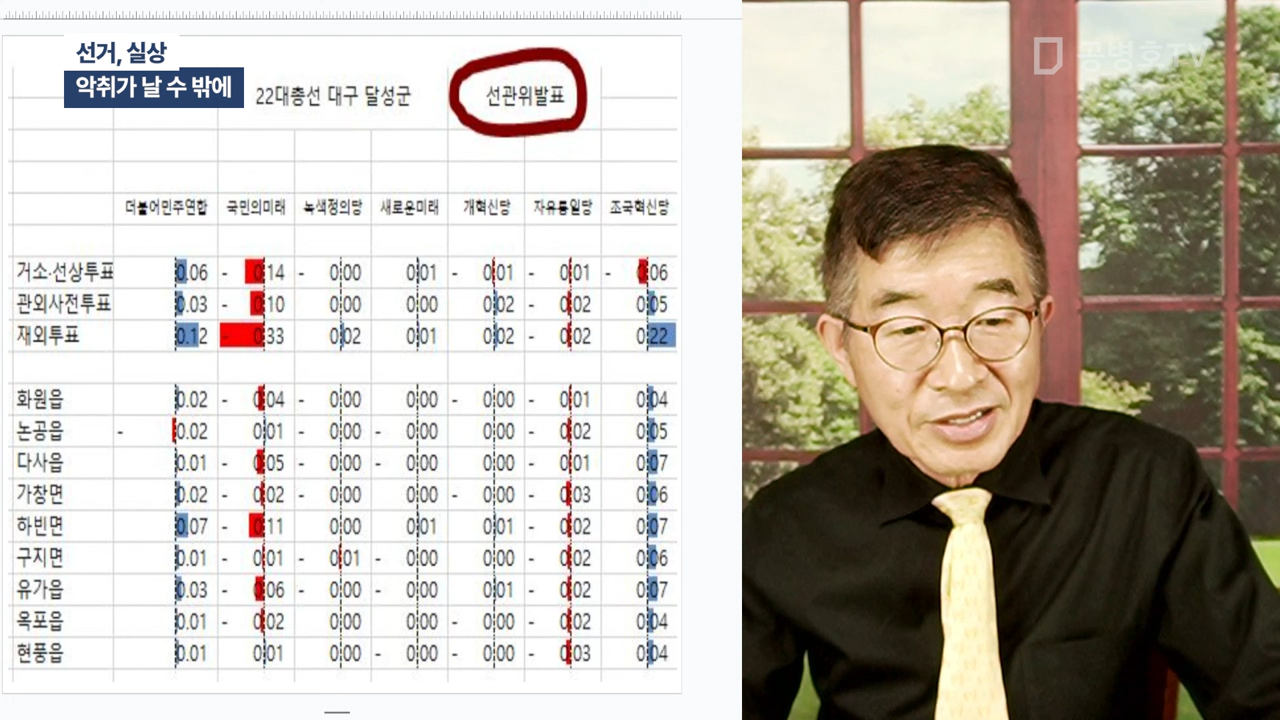 선거, 실상
악취가 날 수 밖에
공병호TV
22대총선 대구 달성군 선관위발표
더불어민주연합 국민의미래 녹색정의당 새로운미래 개혁신당 자유통일당 조국혁신당
거소·선상투표 0.06 - 0.14 - 0.00 0.01 - 0.01 - 0.01 - 0.06
관외사전투표 0.03 - 0.10 0.00 0.00 0.02 - 0.02 0.05
재외투표 0.12 - 0.33 0.02 0.01 0.02 - 0.02 0.22
화원읍 0.02 - 0.04 - 0.00 - 0.00 - 0.00 - 0.01 0.04
논공읍 - 0.02 0.01 - 0.00 - 0.00 0.00 - 0.02 0.05
다사읍 0.01 - 0.05 - 0.00 - 0.00 0.00 - 0.01 0.07
가창면 0.02 - 0.02 - 0.00 0.00 - 0.00 - 0.03 0.06
하빈면 0.07 - 0.11 0.00 0.01 0.01 - 0.02 0.07
구지면 0.01 - 0.01 - 0.01 0.00 0.00 - 0.02 0.06
유가읍 0.03 - 0.06 - 0.00 0.00 0.01 - 0.02 0.07
옥포읍 0.01 - 0.02 - 0.00 - 0.00 - 0.00 - 0.02 0.04
현풍읍 0.01 0.01 0.00 - 0.00 - 0.00 - 0.03 0.04